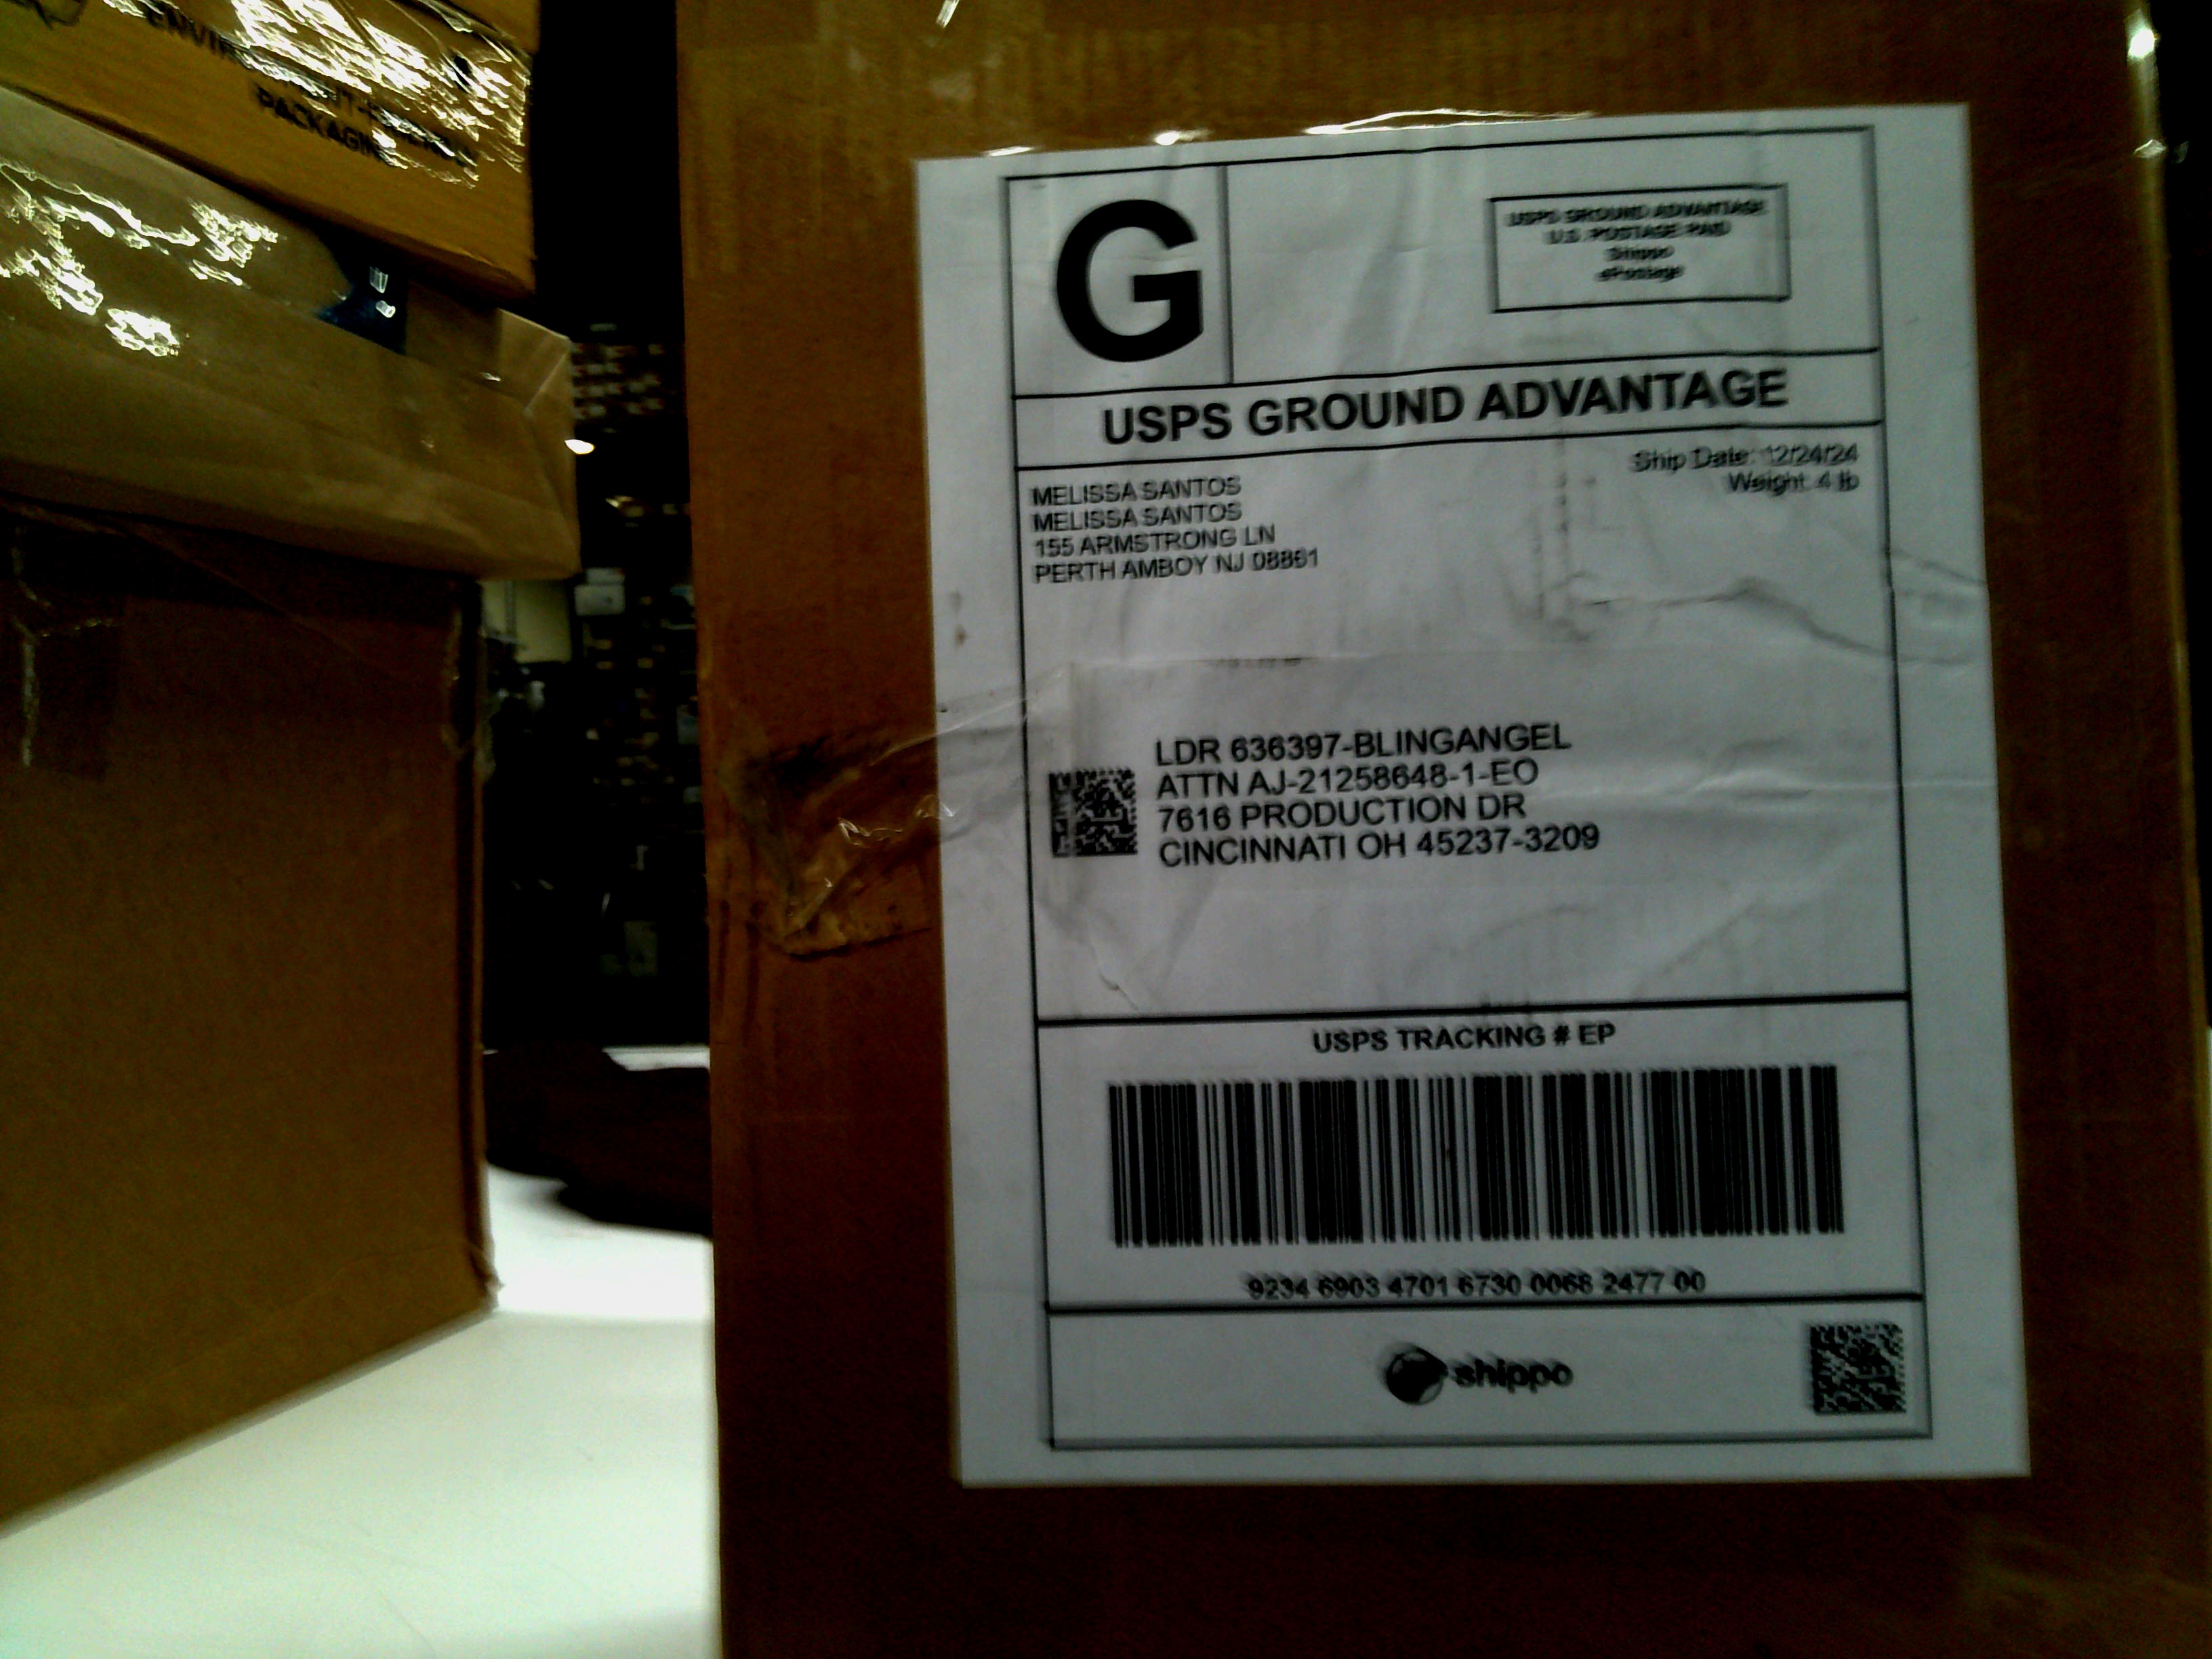 PACKAGING
G
USPS GROUND ADVANTAGE
U.S. POSTAGE PAID
Shippo
ePostage
USPS GROUND ADVANTAGE
Ship Date: 12/24/24
Weight: 4 lb
MELISSA SANTOS
MELISSA SANTOS
155 ARMSTRONG LN
PERTH AMBOY NJ 08861
LDR 636397-BLINGANGEL
ATTN AJ-21258648-1-EO
7616 PRODUCTION DR
CINCINNATI OH 45237-3209
USPS TRACKING # EP
9234 6903 4701 6730 0068 2477 00
shippo